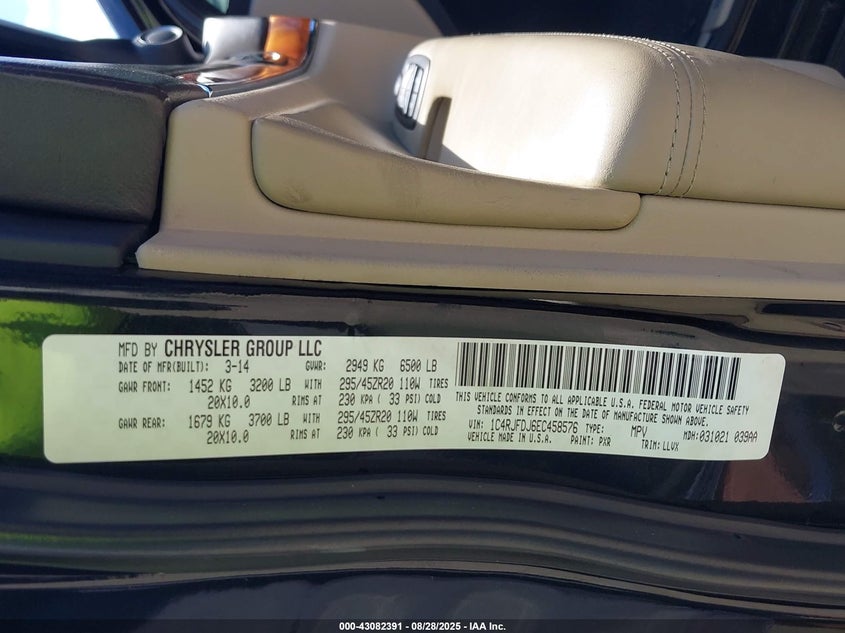 MFD BY CHRYSLER GROUP LLC
DATE OF MFR(BUILT): 3-14 GVWR: 2949 KG 6500 LB
GAWR FRONT: 1452 KG 3200 LB WITH 295/45ZR20 110W TIRES
20X10.0 RIMS AT 230 KPA ( 33 PSI) COLD
GAWR REAR: 1679 KG 3700 LB WITH 295/45ZR20 110W TIRES
20X10.0 RIMS AT 230 KPA ( 33 PSI) COLD
THIS VEHICLE CONFORMS TO ALL APPLICABLE U.S.A. FEDERAL MOTOR VEHICLE SAFETY
STANDARDS IN EFFECT ON THE DATE OF MANUFACTURE SHOWN ABOVE.
VIN: 1C4RJFDJ6EC458576 TYPE: MPV MDH:031021 039AA
VEHICLE MADE IN U.S.A. PAINT: PXR TRIM: LLVX
000-43082391 - 08/28/2025 - IAA Inc.